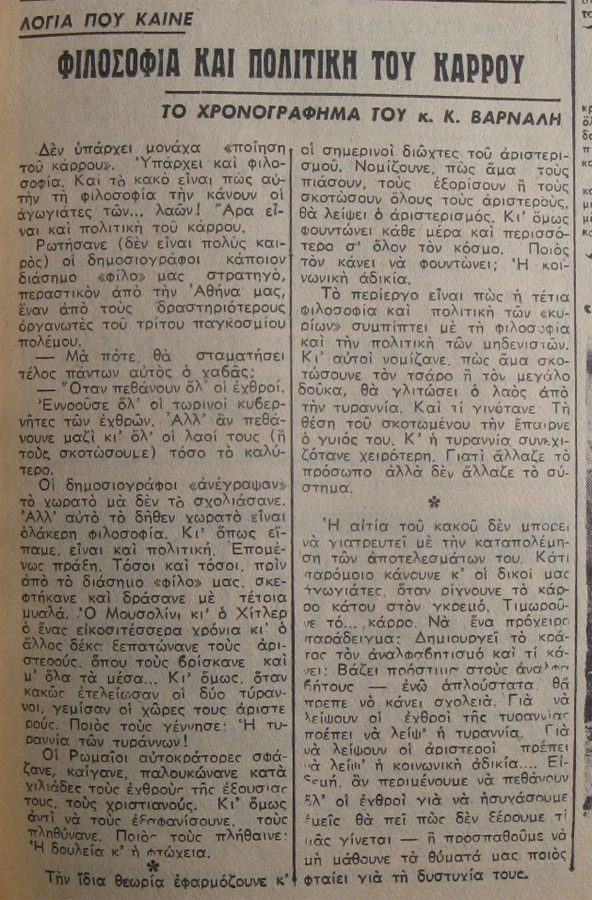 ΛΟΓΙΑ ΠΟΥ ΚΑΙΝΕ
ΦΙΛΟΣΟΦΙΑ ΚΑΙ ΠΟΛΙΤΙΚΗ ΤΟΥ ΚΑΡΡΟΥ
ΤΟ ΧΡΟΝΟΓΡΑΦΗΜΑ ΤΟΥ κ. Κ. ΒΑΡΝΑΛΗ
Δὲν ὑπάρχει μονάχα «ποίηση
τοῦ κάρρου». Ὑπάρχει καὶ φιλο-
σοφία. Καὶ τὸ κακὸ εἶναι πὼς αὐ-
τὴν τὴ φιλοσοφία τὴν κάνουν οἱ
ἀγωγιάτες τῶν... λαῶν! Ἄρα εἶ-
ναι καὶ πολιτικὴ τοῦ κάρρου.
Ρωτήσανε (δὲν εἶναι πολὺς και-
ρὸς) οἱ δημοσιογράφοι κάποιον
διάσημο «φίλο» μας στρατηγό,
περαστικὸν ἀπὸ τὴν Ἀθήνα μας,
ἕναν ἀπὸ τοὺς δραστηριότερους
ὀργανωτές τοῦ τρίτου παγκοσμίου
πολέμου.
— Μὰ πότε θὰ σταματήσει
τέλος πάντων αὐτὸς ὁ χαβᾶς;
— Ὅταν πεθάνουν ὅλ' οἱ ἐχθροί.
Ἐννοοῦσε ὅλ' οἱ τωρινοὶ κυβερ-
νῆτες τῶν ἐχθρῶν. Ἀλλ' ἂν πεθά-
νουνε μαζὶ κι' ὅλ' οἱ λαοί τους (ἢ
τοὺς σκοτώσουμε) τόσο τὸ καλύ-
τερο.
Οἱ δημοσιογράφοι «ἀνέγραψαν»
τὸ χωρατὸ μὰ δὲν τὸ σχολιάσανε.
Ἀλλ' αὐτὸ τὸ δῆθεν χωρατὸ εἶναι
ὁλάκερη φιλοσοφία. Κι' ὅπως εἴ-
παμε, εἶναι καὶ πολιτική. Ἑπομέ-
νως πράξη. Τόσοι καὶ τόσοι, πρὶν
ἀπὸ τὸ διάσημο «φίλο» μας, σκε-
φτήκανε καὶ δράσανε μὲ τέτοια
μυαλά. Ὁ Μουσολίνι κι' ὁ Χίτλερ
ὁ ἕνας εἰκοσιτέσσερα χρόνια κι' ὁ
ἄλλος δέκα ξεπατώνανε τοὺς ἀρι-
στερούς, ὅπου τοὺς βρίσκανε καὶ
μ' ὅλα τὰ μέσα... Κι' ὅμως, ὅταν
κακῶς ἐτελείωσαν οἱ δύο τύραν-
νοι, γεμίσαν οἱ χῶρες τους ἀριστε
ρούς. Ποιὸς τοὺς γέννησε; Ἡ τυ-
ραννία τῶν τυράννων!
Οἱ Ρωμαῖοι αὐτοκράτορες σφά-
ζανε, καίγανε, παλουκώνανε κατὰ
χιλιάδες τοὺς ἐχθροὺς τῆς ἐξουσίας
τους, τοὺς χριστιανούς. Κι' ὅμως
ἀντὶ νὰ τοὺς ἐξαφανίσουνε, τοὺς
πληθύνανε. Ποιὸς τοὺς πλήθαινε;
Ἡ δουλεία κ' ἡ φτώχεια.
*
Τὴν ἴδια θεωρία ἐφαρμόζουνε κ'
οἱ σημερινοὶ διῶχτες τοῦ ἀριστερι-
σμοῦ. Νομίζουνε, πὼς ἅμα τοὺς
πιάσουν, τοὺς ἐξορίσουν ἢ τοὺς
σκοτώσουν ὅλους τοὺς ἀριστερούς,
θὰ λείψει ὁ ἀριστερισμός. Κι' ὅμως
φουντώνει κάθε μέρα καὶ περισσό-
τερο σ' ὅλον τὸν κόσμο. Ποιὸς
τὸν κάνει νὰ φουντώνει; Ἡ κοι-
νωνικὴ ἀδικία.
Τὸ περίεργο εἶναι πὼς ἡ τέτια
φιλοσοφία καὶ πολιτικὴ τῶν «κυ-
ρίων» συμπίπτει μὲ τὴ φιλοσοφία
καὶ τὴν πολιτικὴ τῶν μηδενιστῶν.
Κι' αὐτοὶ νομίζανε, πὼς ἅμα σκο-
τώσουνε τὸν τσάρο ἢ τὸν μεγάλο
δούκα, θὰ γλιτώσει ὁ λαὸς ἀπὸ
τὴν τυραννία. Καὶ τί γινότανε Τὴ
θέση τοῦ σκοτωμένου τὴν ἔπαιρνε
ὁ γυιός του. Κ' ἡ τυραννία συνεχι-
ζότανε χειρότερη. Γιατὶ ἄλλαζε τὸ
πρόσωπο ἀλλὰ δὲν ἄλλαζε τὸ σύ-
στημα.
*
Ἡ αἰτία τοῦ κακοῦ δὲν μπορεῖ
νὰ γιατρευτεῖ μὲ τὴν καταπολέμη-
ση τῶν ἀποτελεσμάτων του. Κάτι
παρόμοιο κάνουνε κ' οἱ δικοί μας
ἀγωγιάτες, ὅταν ρίχνουνε τὸ κάρ-
ρο κάτου στὸν γκρεμό. Τιμωροῦ-
νε τό... κάρρο. Νὰ ἕνα πρόχειρο
παράδειγμα: Δημιουργεῖ τὸ κρά-
τος τὸν ἀναλφαβητισμὸ καὶ τί κά-
νει; Βάζει πρόστιμο στοὺς ἀναλφα
βήτους — ἐνῶ ἁπλούστατα θἄ
πρεπε νὰ κάνει σχολειά. Γιὰ νὰ
λείψουν οἱ ἐχθροὶ τῆς τυραννίας
πρέπει νὰ λείψ' ἡ τυραννία. Γιὰ
νὰ λείψουν οἱ ἀριστεροὶ πρέπει
νὰ λείψ' ἡ κοινωνικὴ ἀδικία.... Εἰ-
δεμή, ἂν περιμένουμε νὰ πεθάνουν
ὅλ' οἱ ἐχθροὶ γιὰ νὰ ἡσυχάσουμε
ἐμεῖς θὰ πεῖ πὼς δὲν ξέρουμε τί
μᾶς γίνεται — ἢ προσπαθοῦμε νὰ
μὴ μάθουνε τὰ θύματά μας ποιὸς
φταίει γιὰ τὴ δυστυχία τους.